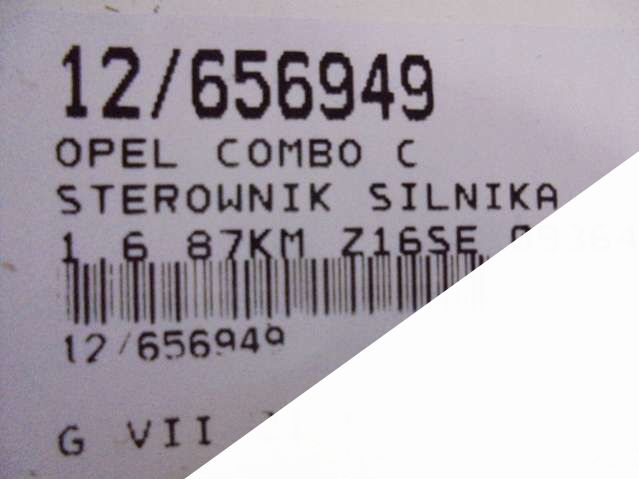 12/656949
OPEL COMBO C
STEROWNIK SILNIKA
1.6 87KM Z16SE
12/656949
G VII